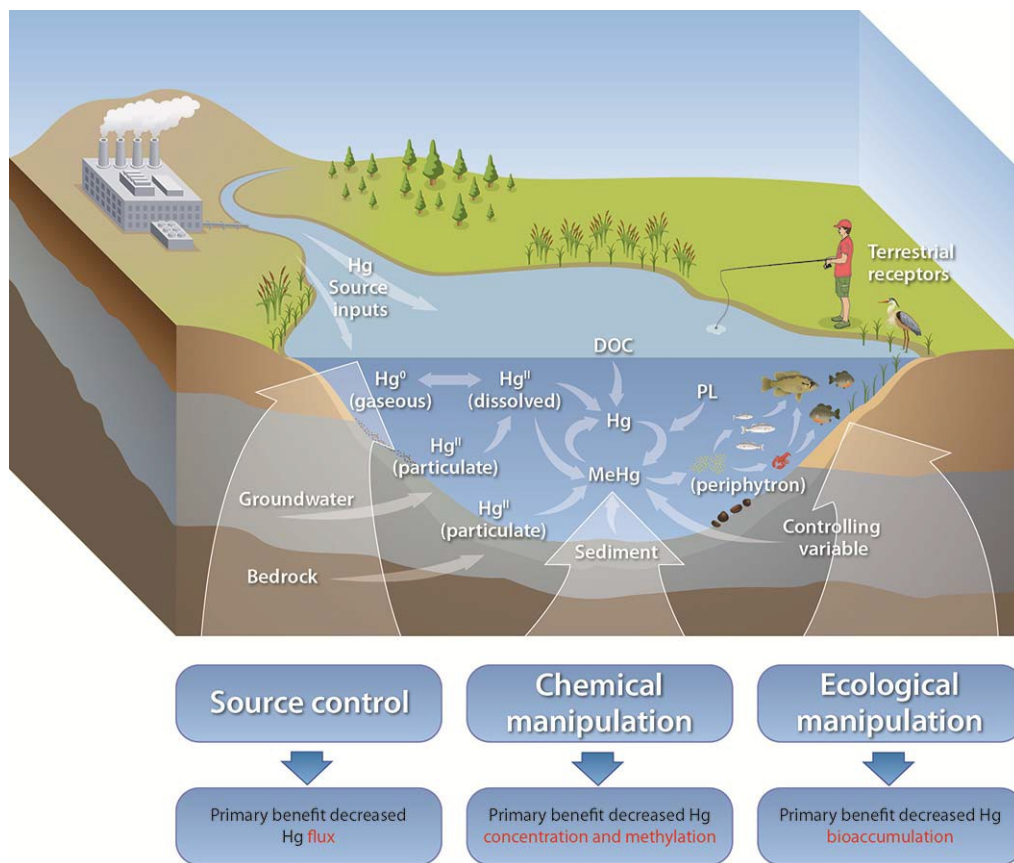 Hg
Source
inputs
Terrestrial
receptors
DOC
Hg⁰
(gaseous)
Hgᴵᴵ
(dissolved)
PL
Hg
Hgᴵᴵ
(particulate)
MeHg
(periphytron)
Groundwater
Hgᴵᴵ
(particulate)
Sediment
Controlling
variable
Bedrock
Source control
Chemical
manipulation
Ecological
manipulation
Primary benefit decreased
Hg flux
Primary benefit decreased Hg
concentration and methylation
Primary benefit decreased Hg
bioaccumulation